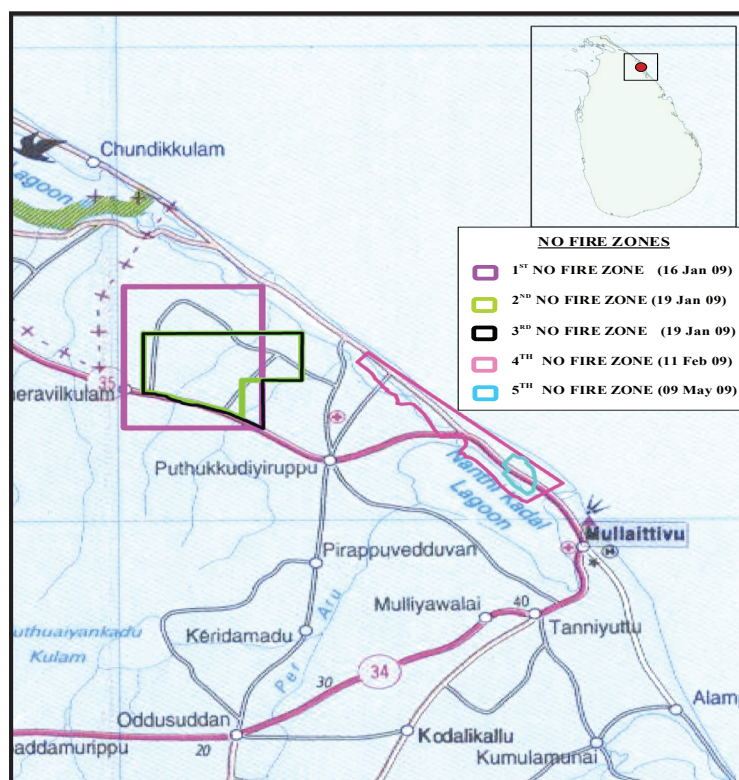 Chundikkulam
Lagoon
NO FIRE ZONES
1ST NO FIRE ZONE (16 Jan 09)
2ND NO FIRE ZONE (19 Jan 09)
3RD NO FIRE ZONE (19 Jan 09)
4TH NO FIRE ZONE (11 Feb 09)
5TH NO FIRE ZONE (09 May 09)
35
heravilkulam
Puthukkudiyiruppu
Nanthi Kadal
Lagoon
Mullaittivu
Pirappuvedduvan
Per Aru
Mulliyawalai
40
Tanniyuttu
uthuaiyankadu
Kulam
Kéridamadu
34
30
Oddusuddan
20
addamurippu
Kodalikallu
Kumulamunai
Alamp